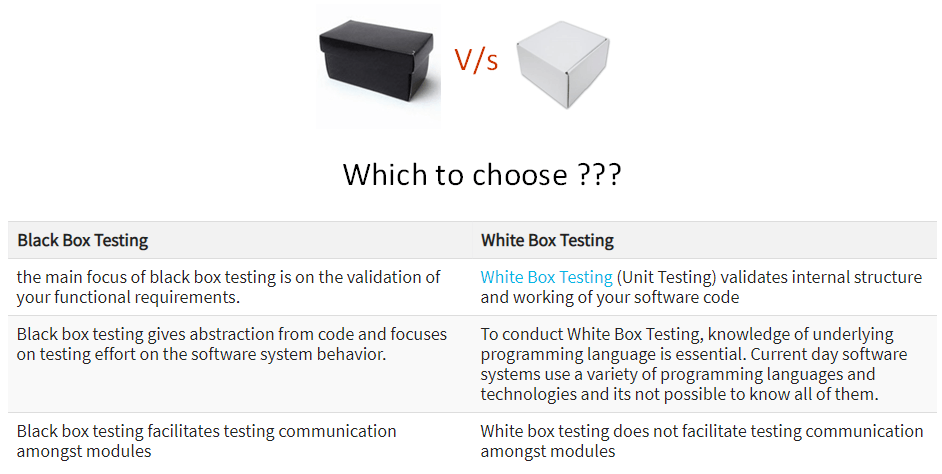 V/s
Which to choose ???
Black Box Testing
White Box Testing
the main focus of black box testing is on the validation of
your functional requirements.
White Box Testing (Unit Testing) validates internal structure
and working of your software code
Black box testing gives abstraction from code and focuses
on testing effort on the software system behavior.
To conduct White Box Testing, knowledge of underlying
programming language is essential. Current day software
systems use a variety of programming languages and
technologies and its not possible to know all of them.
Black box testing facilitates testing communication
amongst modules
White box testing does not facilitate testing communication
amongst modules